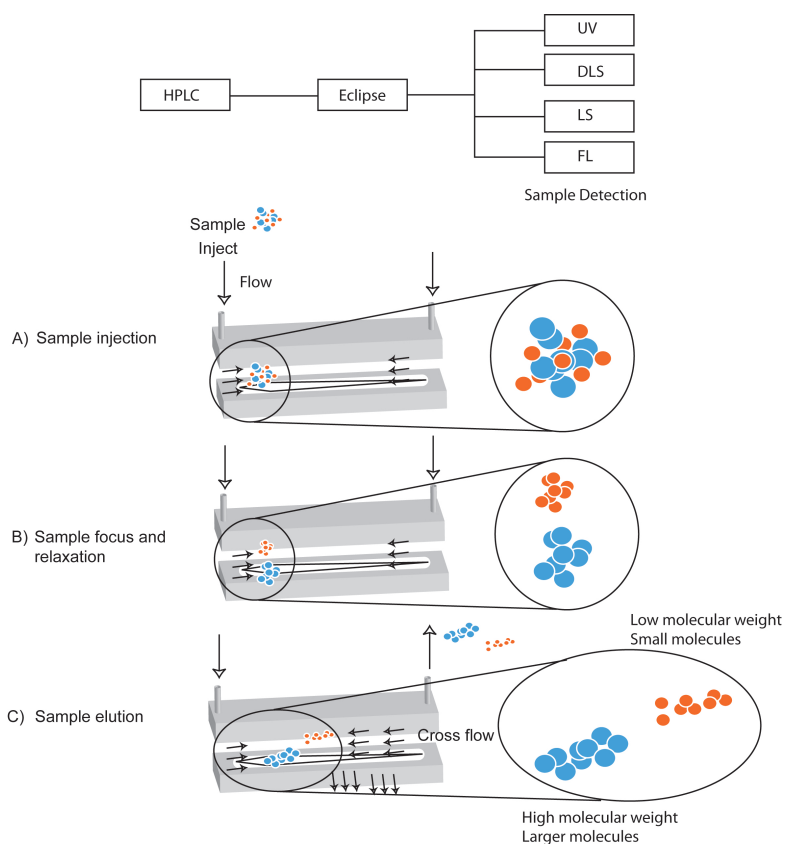 UV
DLS
HPLC
Eclipse
LS
FL
Sample Detection
Sample
Inject
Flow
A) Sample injection
B) Sample focus and
relaxation
Low molecular weight
Small molecules
C) Sample elution
Cross flow
High molecular weight
Larger molecules